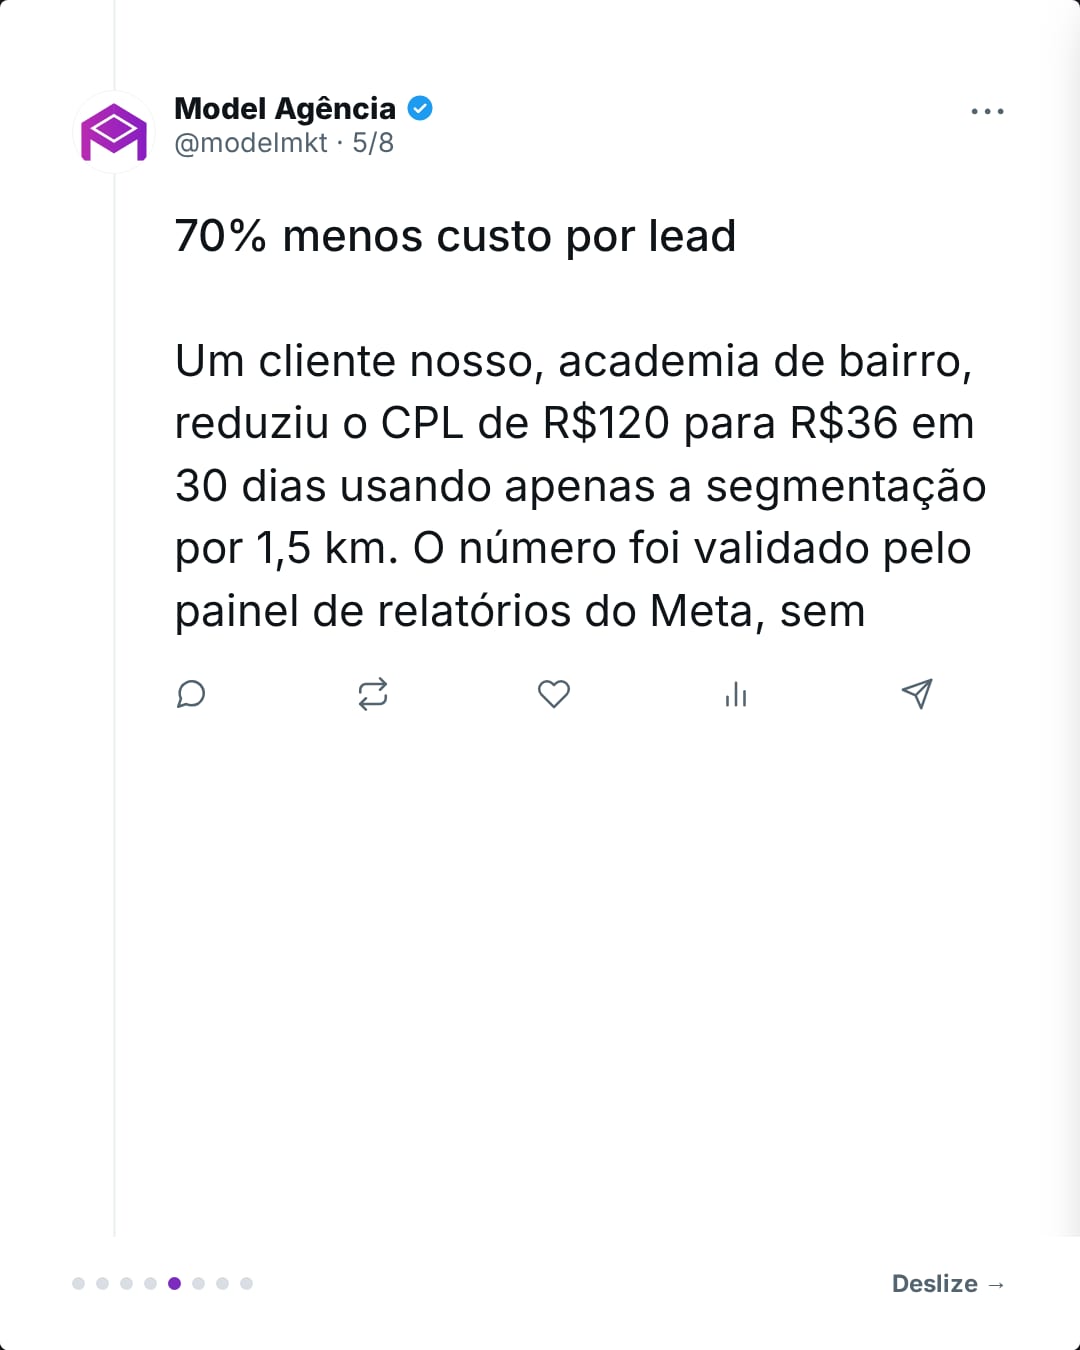 Model Agência
@modelmkt · 5/8
70% menos custo por lead
Um cliente nosso, academia de bairro,
reduziu o CPL de R$120 para R$36 em
30 dias usando apenas a segmentação
por 1,5 km. O número foi validado pelo
painel de relatórios do Meta, sem
Deslize →